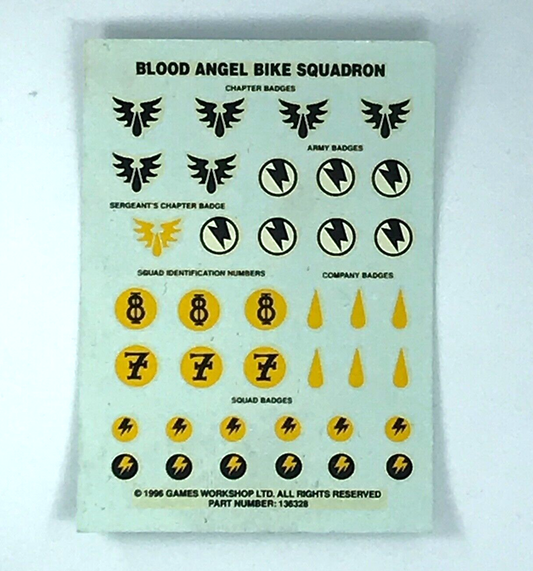 BLOOD ANGEL BIKE SQUADRON
CHAPTER BADGES
ARMY BADGES
SERGEANT'S CHAPTER BADGE
SQUAD IDENTIFICATION NUMBERS COMPANY BADGES
8 8 8
7 7 7
SQUAD BADGES
© 1996 GAMES WORKSHOP LTD. ALL RIGHTS RESERVED
PART NUMBER: 136328